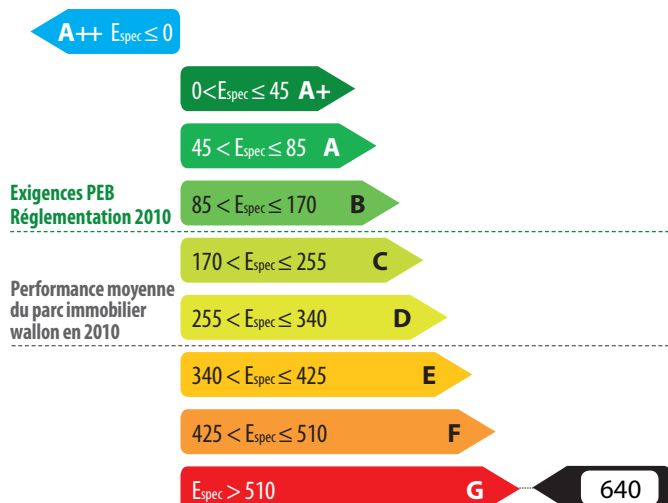 A++ Espec ≤ 0
0<Espec ≤ 45 A+
45 < Espec ≤ 85 A
Exigences PEB
Réglementation 2010
85 < Espec ≤ 170 B
170 < Espec ≤ 255 C
Performance moyenne
du parc immobilier
wallon en 2010
255 < Espec ≤ 340 D
340 < Espec ≤ 425 E
425 < Espec ≤ 510 F
Espec > 510 G 640